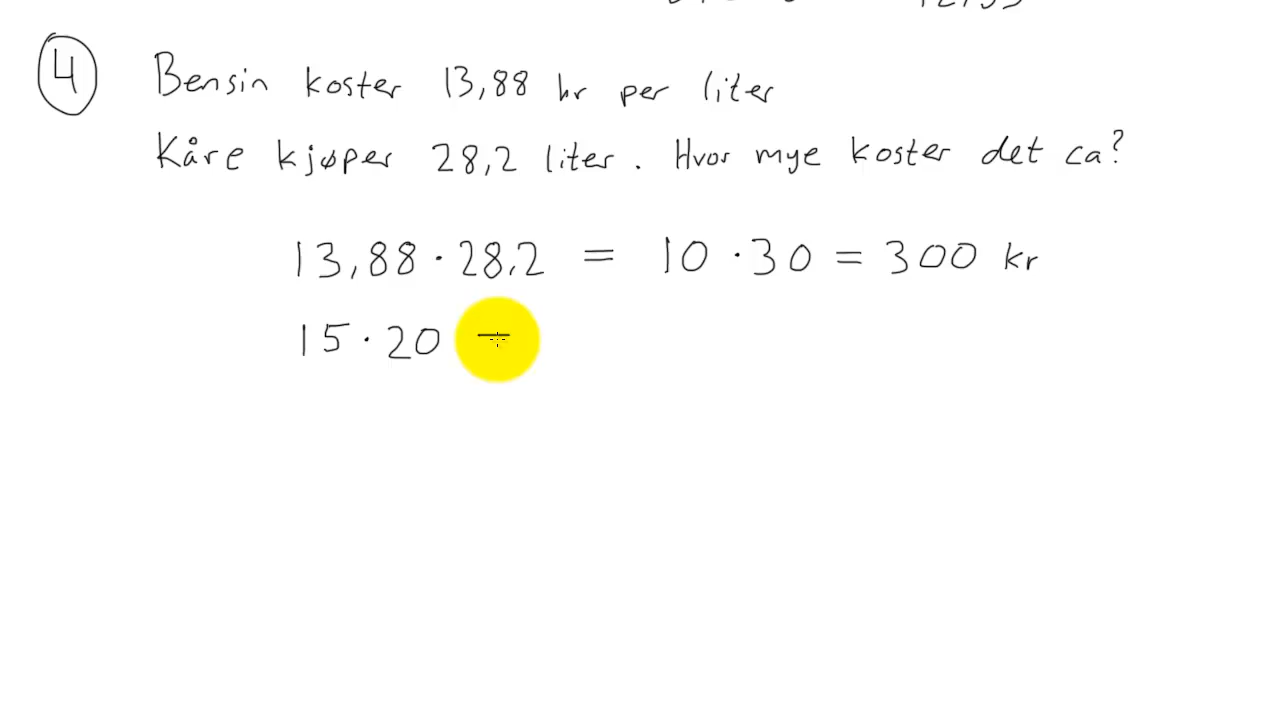 4 Bensin koster 13,88 kr per liter
Kåre kjøper 28,2 liter. Hvor mye koster det ca?
13,88 · 28,2 = 10 · 30 = 300 kr
15 · 20 =